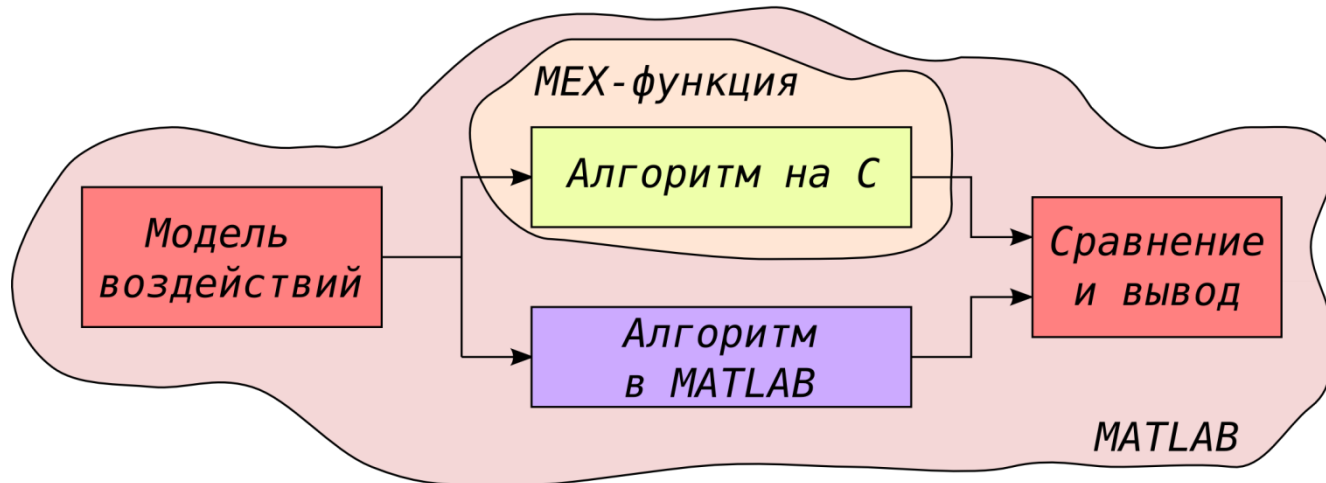 MEX-функция
Алгоритм на C
Модель
воздействий
Сравнение
и вывод
Алгоритм
в MATLAB
MATLAB